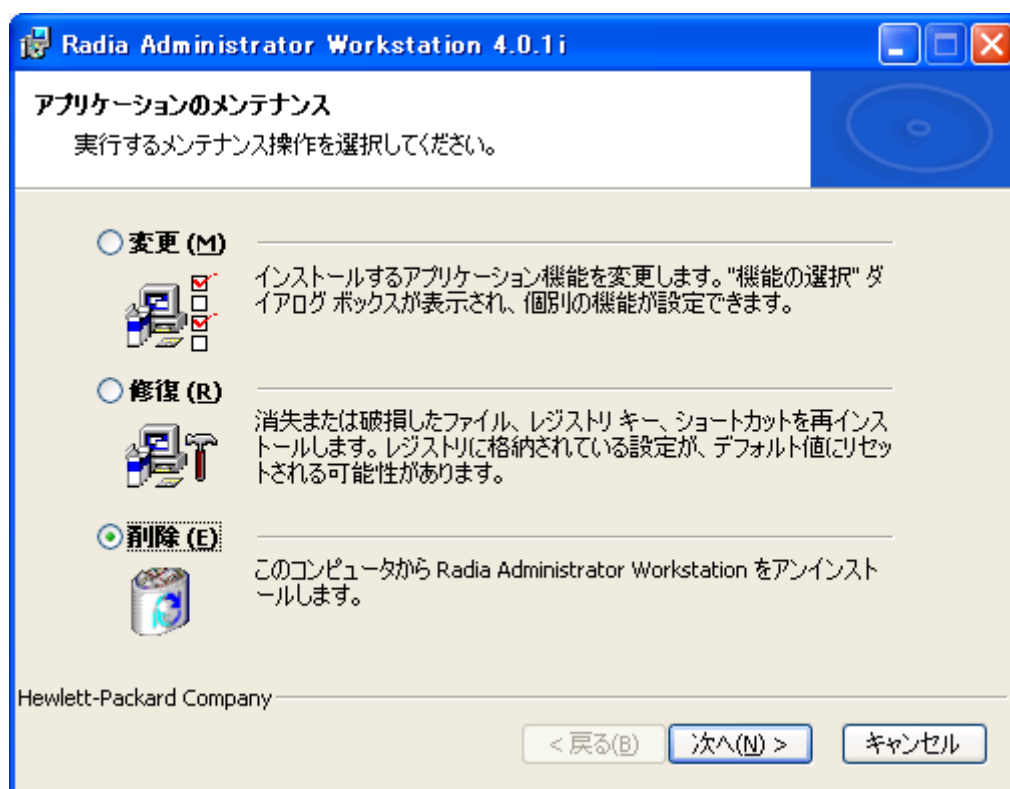 Radia Administrator Workstation 4.0.1i
アプリケーションのメンテナンス
実行するメンテナンス操作を選択してください。
変更 (M)
インストールするアプリケーション機能を変更します。"機能の選択" ダ
イアログ ボックスが表示され、個別の機能が設定できます。
修復 (R)
消失または破損したファイル、レジストリ キー、ショートカットを再インス
トールします。レジストリに格納されている設定が、デフォルト値にリセッ
トされる可能性があります。
削除 (E)
このコンピュータから Radia Administrator Workstation をアンインスト
ールします。
Hewlett-Packard Company
< 戻る(B)
次へ(N) >
キャンセル